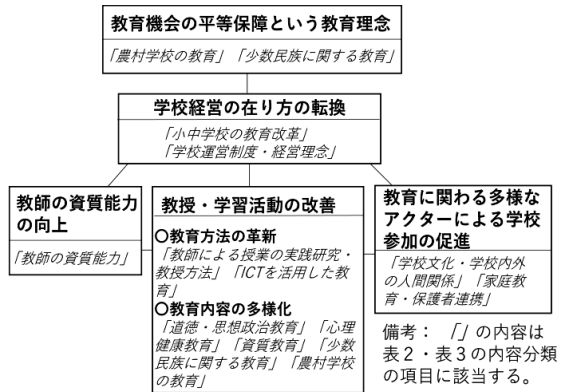 教育機会の平等保障という教育理念
「農村学校の教育」「少数民族に関する教育」
学校経営の在り方の転換
「小中学校の教育改革」
「学校運営制度・経営理念」
教師の資質能力
の向上
「教師の資質能力」
教授・学習活動の改善
〇教育方法の革新
「教師による授業の実践研究・
教授方法」「ICTを活用した教
育」
〇教育内容の多様化
「道徳・思想政治教育」「心理
健康教育」「資質教育」「少数
民族に関する教育」「農村学校
の教育」
教育に関わる多様な
アクターによる学校
参加の促進
「学校文化・学校内外
の人間関係」「家庭教
育・保護者連携」
備考：「」の内容は
表２・表３の内容分類
の項目に該当する。